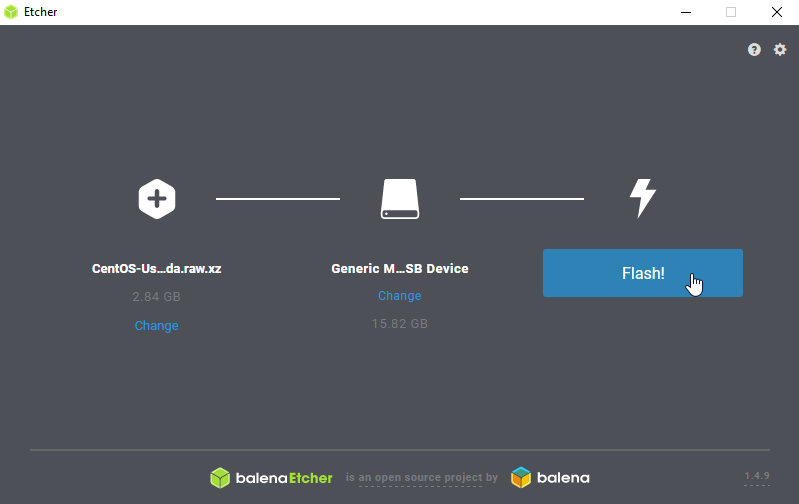 Etcher
CentOS-Us...da.raw.xz
2.84 GB
Change
Generic M...SB Device
Change
15.82 GB
Flash!
balenaEtcher is an open source project by balena
1.4.9